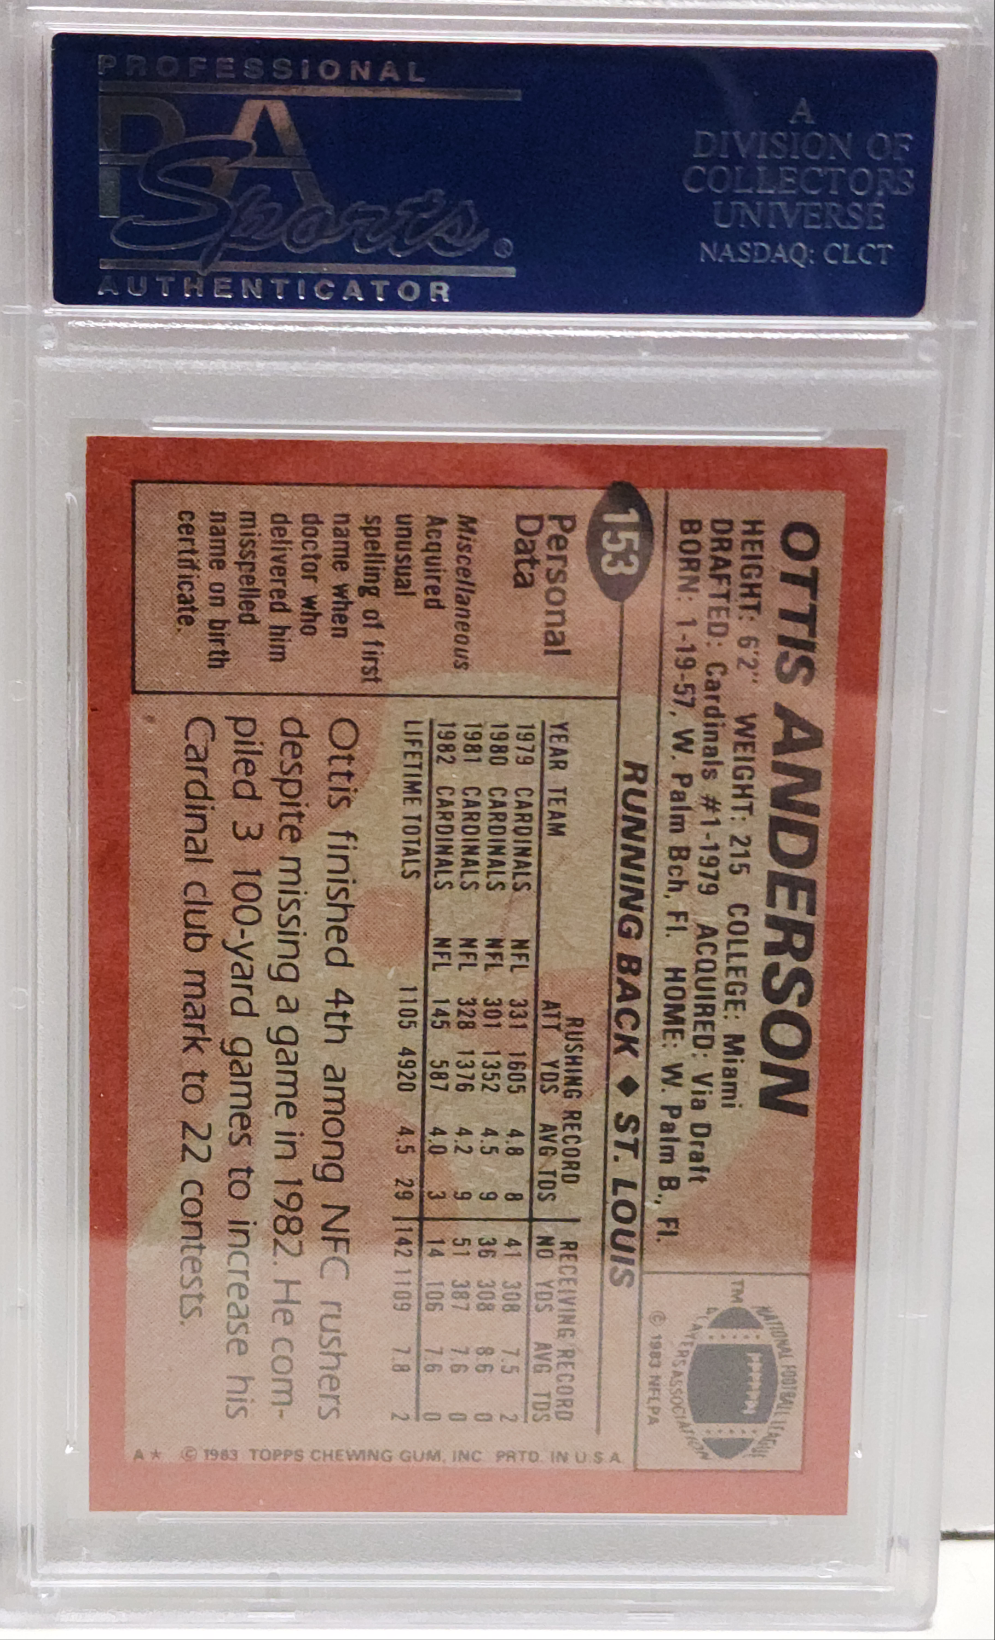 PROFESSIONAL
PSA
Sports®
AUTHENTICATOR
A
DIVISION OF
COLLECTORS
UNIVERSE
NASDAQ: CLCT
OTTIS ANDERSON
HEIGHT: 6'2" WEIGHT: 215 COLLEGE: Miami
DRAFTED: Cardinals #1-1979 ACQUIRED: Via Draft
BORN: 1-19-57, W. Palm Bch, Fl. HOME: W. Palm B., Fl.
TM
NATIONAL FOOTBALL LEAGUE
PLAYERS ASSOCIATION
© 1983 NFLPA
153
RUNNING BACK ♦ ST. LOUIS
Personal
Data
Miscellaneous
Acquired
unusual
spelling of first
name when
doctor who
delivered him
misspelled
name on birth
certificate.
RUSHING RECORD RECEIVING RECORD
YEAR TEAM ATT YDS AVG TDS NO YDS AVG TDS
1979 CARDINALS NFL 331 1605 4.8 8 41 308 7.5 2
1980 CARDINALS NFL 301 1352 4.5 9 36 308 8.6 0
1981 CARDINALS NFL 328 1376 4.2 9 51 387 7.6 0
1982 CARDINALS NFL 145 587 4.0 3 14 106 7.6 0
LIFETIME TOTALS 1105 4920 4.5 29 142 1109 7.8 2
Ottis finished 4th among NFC rushers
despite missing a game in 1982. He com-
piled 3 100-yard games to increase his
Cardinal club mark to 22 contests.
A* © 1983 TOPPS CHEWING GUM, INC PRTD. IN U S A